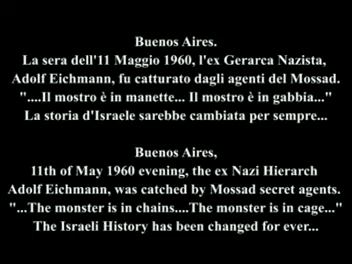 Buenos Aires.
La sera dell'11 Maggio 1960, l'ex Gerarca Nazista,
Adolf Eichmann, fu catturato dagli agenti del Mossad.
"....Il mostro è in manette... Il mostro è in gabbia..."
La storia d'Israele sarebbe cambiata per sempre...
Buenos Aires,
11th of May 1960 evening, the ex Nazi Hierarch
Adolf Eichmann, was catched by Mossad secret agents.
"...The monster is in chains....The monster is in cage..."
The Israeli History has been changed for ever...